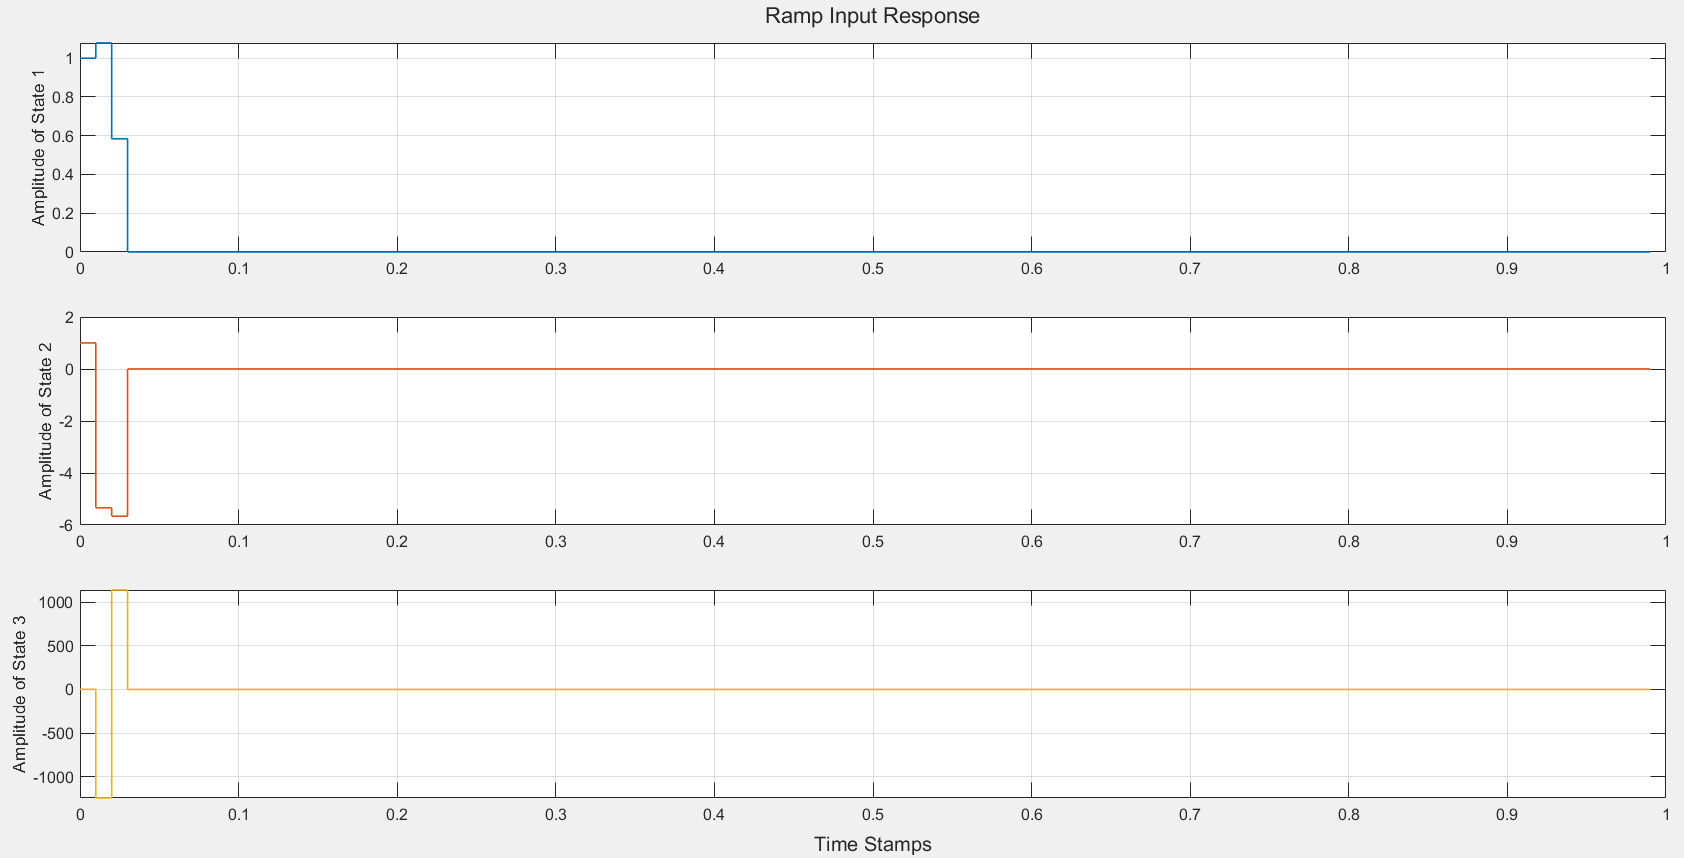 Ramp Input Response
Amplitude of State 1
1
0.8
0.6
0.4
0.2
0
0 0.1 0.2 0.3 0.4 0.5 0.6 0.7 0.8 0.9 1
Amplitude of State 2
2
0
-2
-4
-6
0 0.1 0.2 0.3 0.4 0.5 0.6 0.7 0.8 0.9 1
Amplitude of State 3
1000
500
0
-500
-1000
0 0.1 0.2 0.3 0.4 0.5 0.6 0.7 0.8 0.9 1
Time Stamps